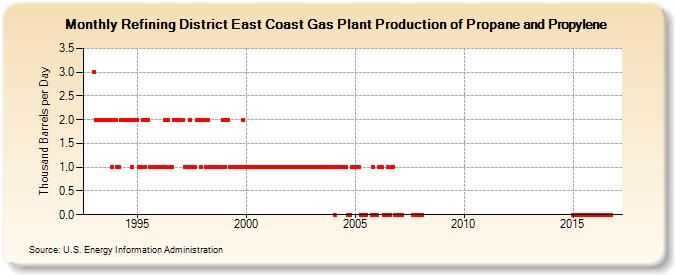 Monthly Refining District East Coast Gas Plant Production of Propane and Propylene
Thousand Barrels per Day
3.5
3.0
2.5
2.0
1.5
1.0
0.5
0.0
1995 2000 2005 2010 2015
Source: U.S. Energy Information Administration